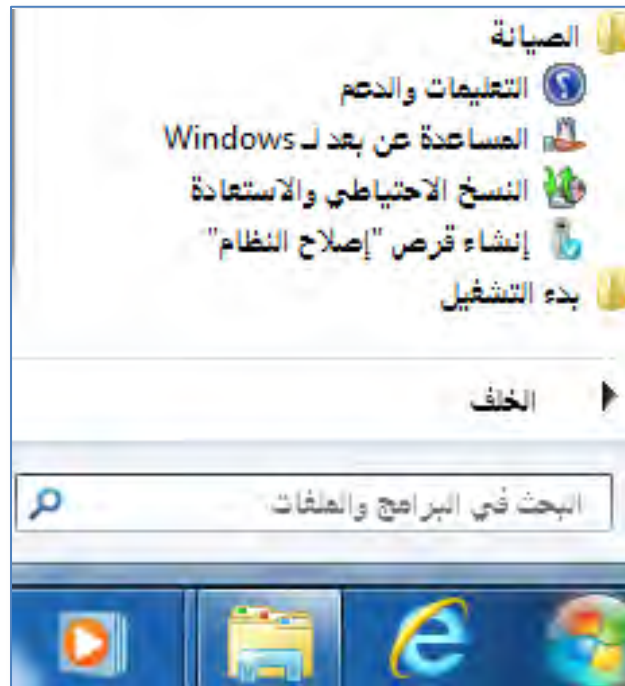 الصيانة
التعليمات والدعم
المساعدة عن بعد لـ Windows
النسخ الاحتياطي والاستعادة
إنشاء قرص "إصلاح النظام"
بدء التشغيل
الخلف
البحث في البرامج والملفات